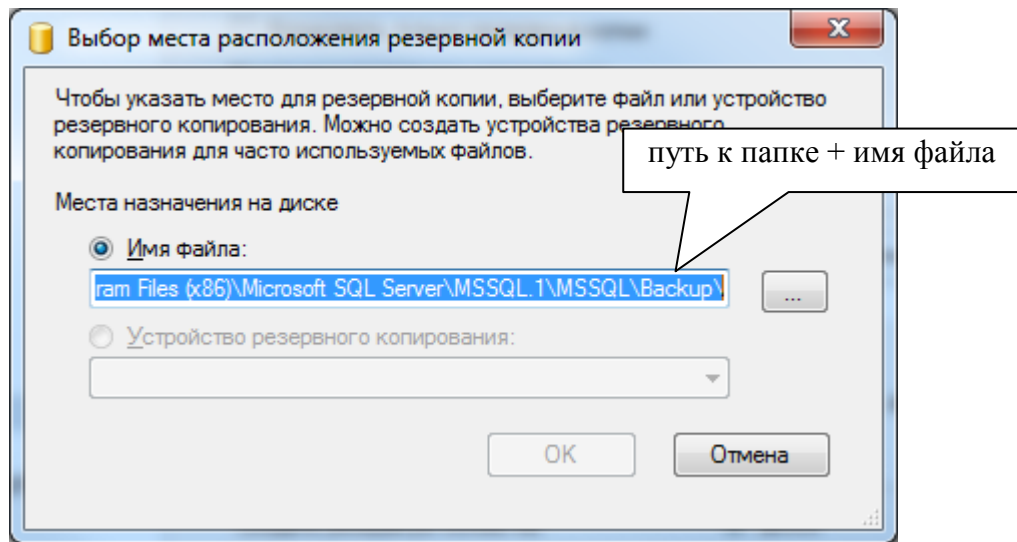 Выбор места расположения резервной копии
Чтобы указать место для резервной копии, выберите файл или устройство
резервного копирования. Можно создать устройства резервного
копирования для часто используемых файлов.
путь к папке + имя файла
Места назначения на диске
Имя файла:
ram Files (x86)\Microsoft SQL Server\MSSQL.1\MSSQL\Backup\
...
Устройство резервного копирования:
OK
Отмена